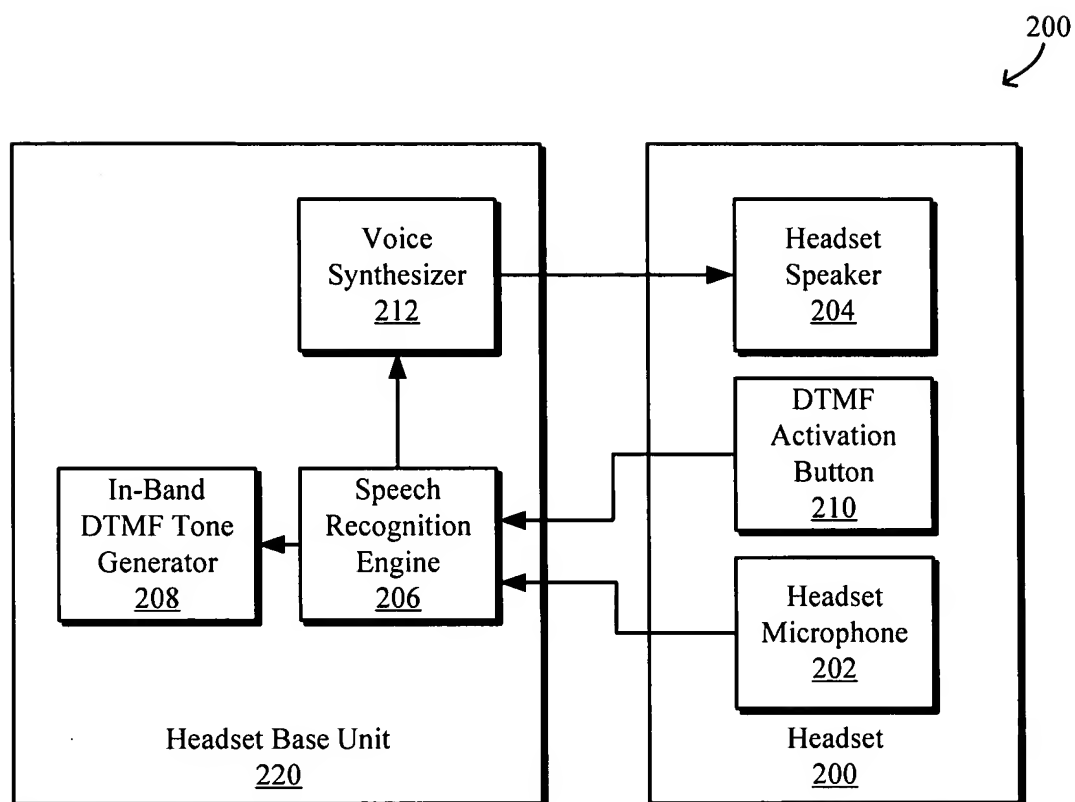 200
Voice
Synthesizer
212
Headset
Speaker
204
DTMF
Activation
Button
210
In-Band
DTMF Tone
Generator
208
Speech
Recognition
Engine
206
Headset
Microphone
202
Headset Base Unit
220
Headset
200